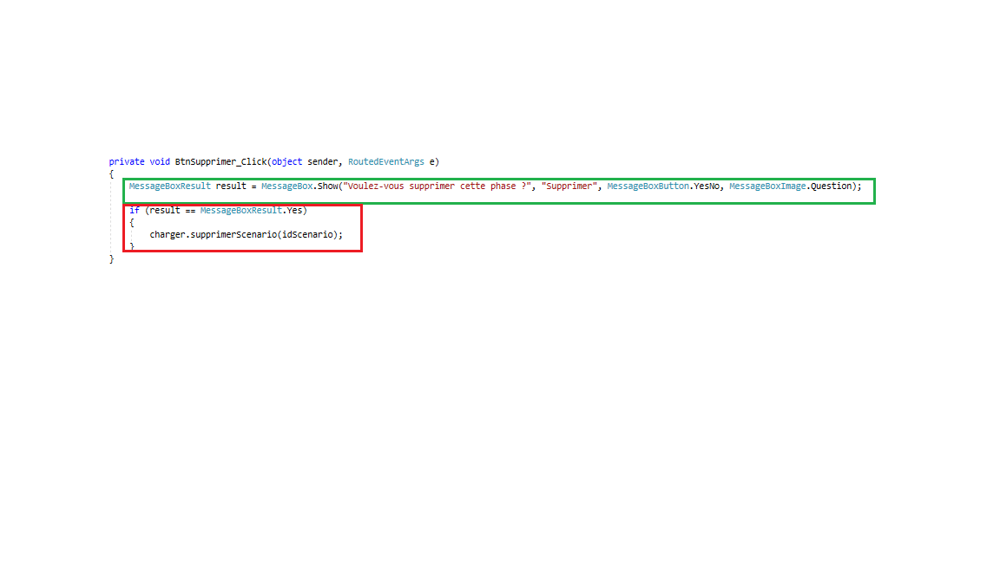 private void BtnSupprimer_Click(object sender, RoutedEventArgs e)
{
MessageBoxResult result = MessageBox.Show("Voulez-vous supprimer cette phase ?", "Supprimer", MessageBoxButton.YesNo, MessageBoxImage.Question);
if (result == MessageBoxResult.Yes)
{
charger.supprimerScenario(idScenario);
}
}